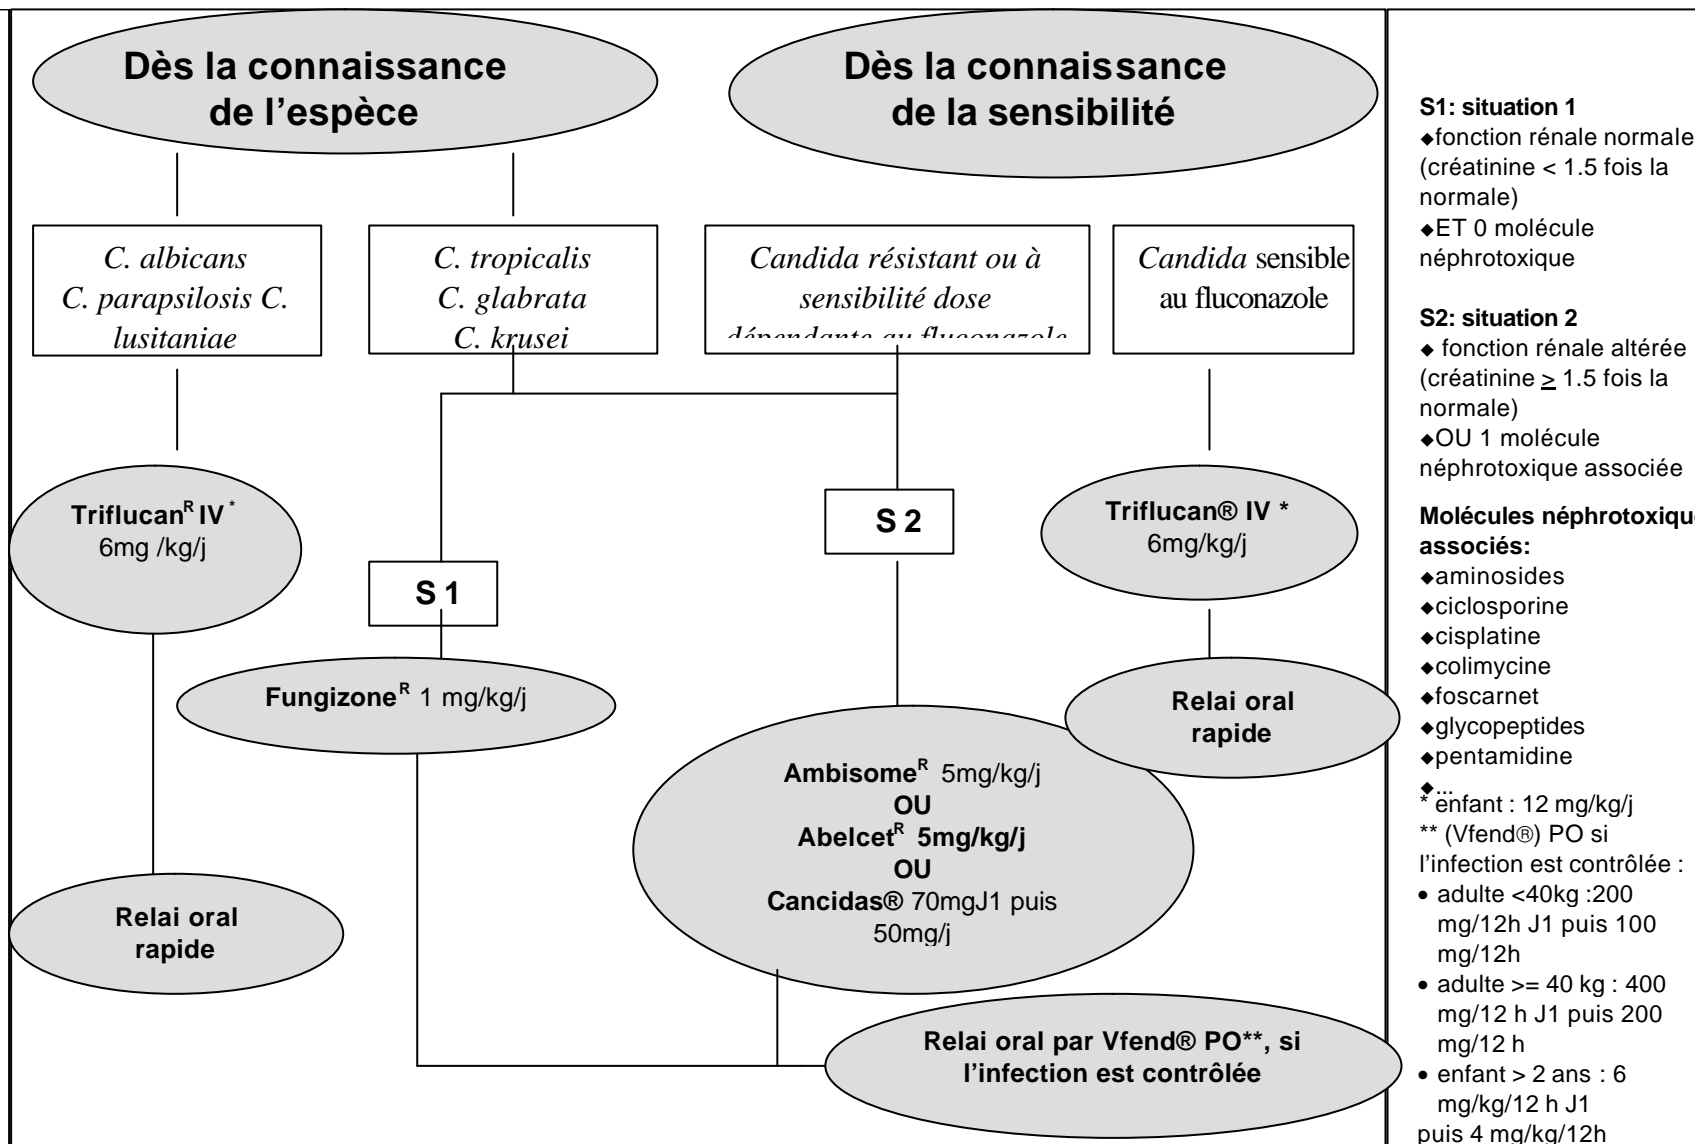 Dès la connaissance
de l'espèce
Dès la connaissance
de la sensibilité
C. albicans
C. parapsilosis C.
lusitaniae
C. tropicalis
C. glabrata
C. krusei
Candida résistant ou à
sensibilité dose
dépendante au fluconazole
Candida sensible
au fluconazole
Triflucan^R IV *
6mg /kg/j
S 1
S 2
Triflucan® IV *
6mg/kg/j
Fungizone^R 1 mg/kg/j
Relai oral
rapide
Ambisome^R 5mg/kg/j
OU
Abelcet^R 5mg/kg/j
OU
Cancidas® 70mgJ1 puis
50mg/j
Relai oral
rapide
Relai oral par Vfend® PO**, si
l'infection est contrôlée
S1: situation 1
◆fonction rénale normale
(créatinine < 1.5 fois la
normale)
◆ET 0 molécule
néphrotoxique
S2: situation 2
◆ fonction rénale altérée
(créatinine ≥ 1.5 fois la
normale)
◆OU 1 molécule
néphrotoxique associée
Molécules néphrotoxiqu
associés:
◆aminosides
◆ciclosporine
◆cisplatine
◆colimycine
◆foscarnet
◆glycopeptides
◆pentamidine
◆...
* enfant : 12 mg/kg/j
** (Vfend®) PO si
l'infection est contrôlée :
• adulte <40kg :200
mg/12h J1 puis 100
mg/12h
• adulte >= 40 kg : 400
mg/12 h J1 puis 200
mg/12 h
• enfant > 2 ans : 6
mg/kg/12 h J1
puis 4 mg/kg/12h